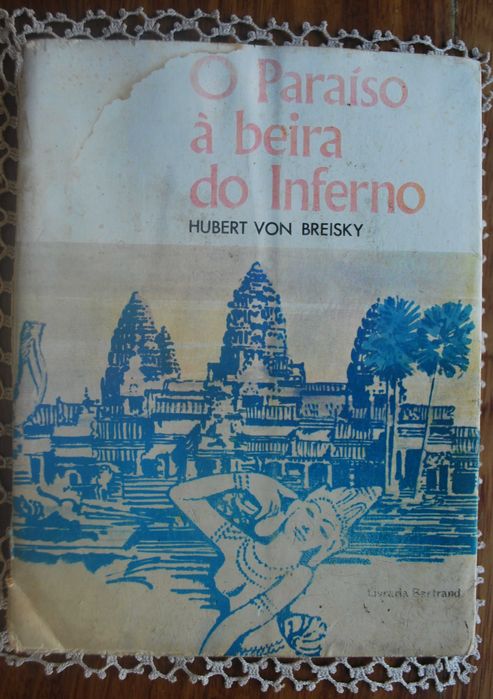 O Paraíso
à beira
do Inferno
HUBERT VON BREISKY
Livraria Bertrand